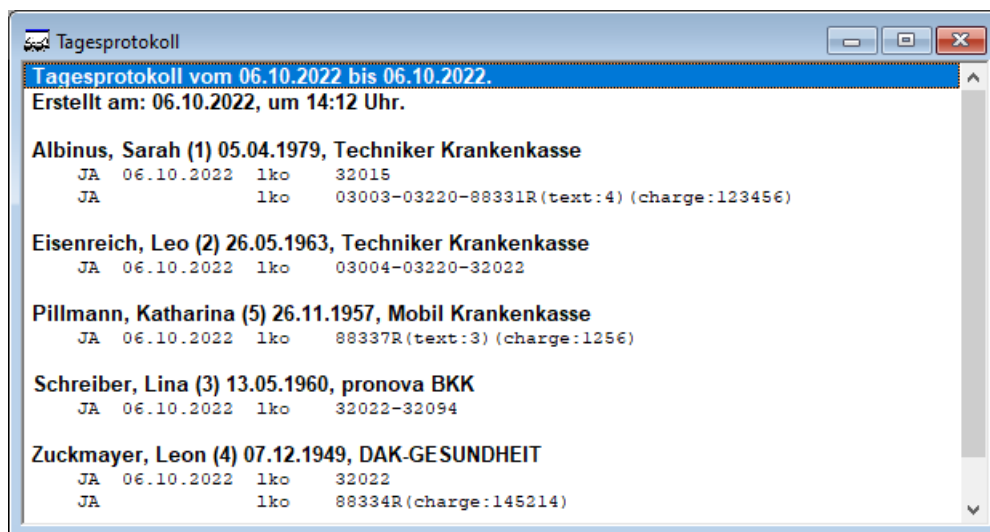 Tagesprotokoll
Tagesprotokoll vom 06.10.2022 bis 06.10.2022.
Erstellt am: 06.10.2022, um 14:12 Uhr.
Albinus, Sarah (1) 05.04.1979, Techniker Krankenkasse
JA 06.10.2022 lko 32015
JA lko 03003-03220-88331R(text:4)(charge:123456)
Eisenreich, Leo (2) 26.05.1963, Techniker Krankenkasse
JA 06.10.2022 lko 03004-03220-32022
Pillmann, Katharina (5) 26.11.1957, Mobil Krankenkasse
JA 06.10.2022 lko 88337R(text:3)(charge:1256)
Schreiber, Lina (3) 13.05.1960, pronova BKK
JA 06.10.2022 lko 32022-32094
Zuckmayer, Leon (4) 07.12.1949, DAK-GESUNDHEIT
JA 06.10.2022 lko 32022
JA lko 88334R(charge:145214)